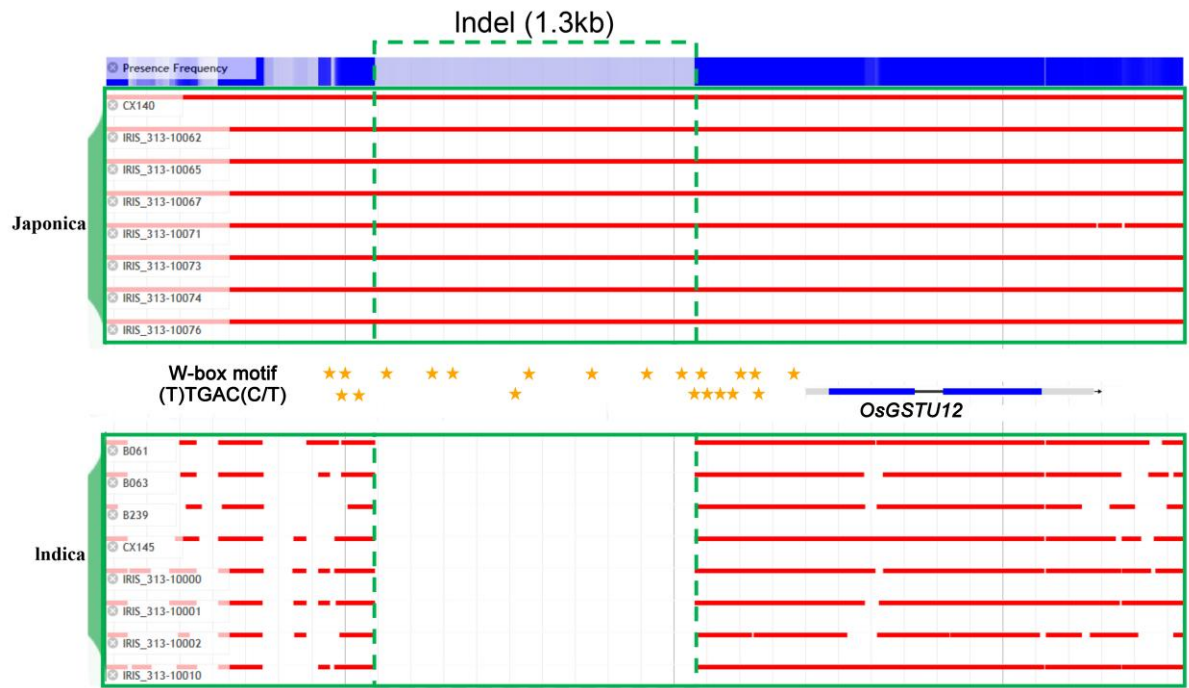 Indel (1.3kb)
Presence Frequency
CX140
IRIS_313-10062
IRIS_313-10065
IRIS_313-10067
Japonica
IRIS_313-10071
IRIS_313-10073
IRIS_313-10074
IRIS_313-10076
W-box motif
(T)TGAC(C/T)
OsGSTU12
B061
B063
B239
Indica
CX145
IRIS_313-10000
IRIS_313-10001
IRIS_313-10002
IRIS_313-10010